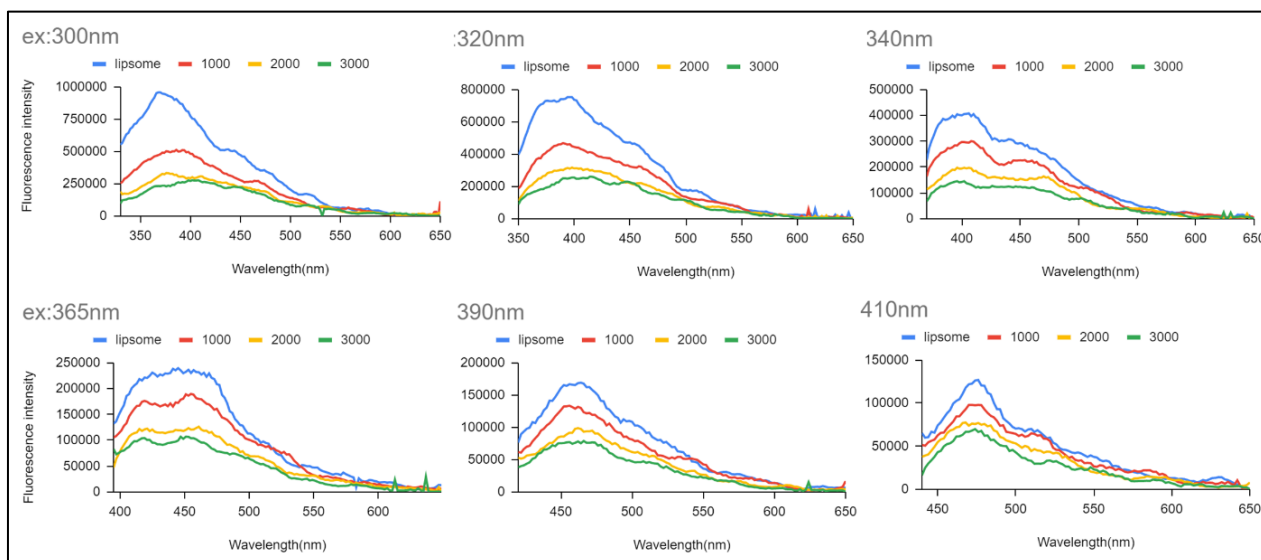 ex:300nm
lipsome 1000 2000 3000
Fluorescence intensity
1000000
750000
500000
250000
0
350 400 450 500 550 600 650
Wavelength(nm)
:320nm
lipsome 1000 2000 3000
800000
600000
400000
200000
0
350 400 450 500 550 600 650
Wavelength(nm)
340nm
lipsome 1000 2000 3000
500000
400000
300000
200000
100000
0
400 450 500 550 600 650
Wavelength(nm)
ex:365nm
lipsome 1000 2000 3000
Fluorescence intensity
250000
200000
150000
100000
50000
0
400 450 500 550 600 650
Wavelength(nm)
390nm
lipsome 1000 2000 3000
200000
150000
100000
50000
0
450 500 550 600 650
Wavelength(nm)
410nm
lipsome 1000 2000 3000
150000
100000
50000
0
450 500 550 600 650
Wavelength(nm)